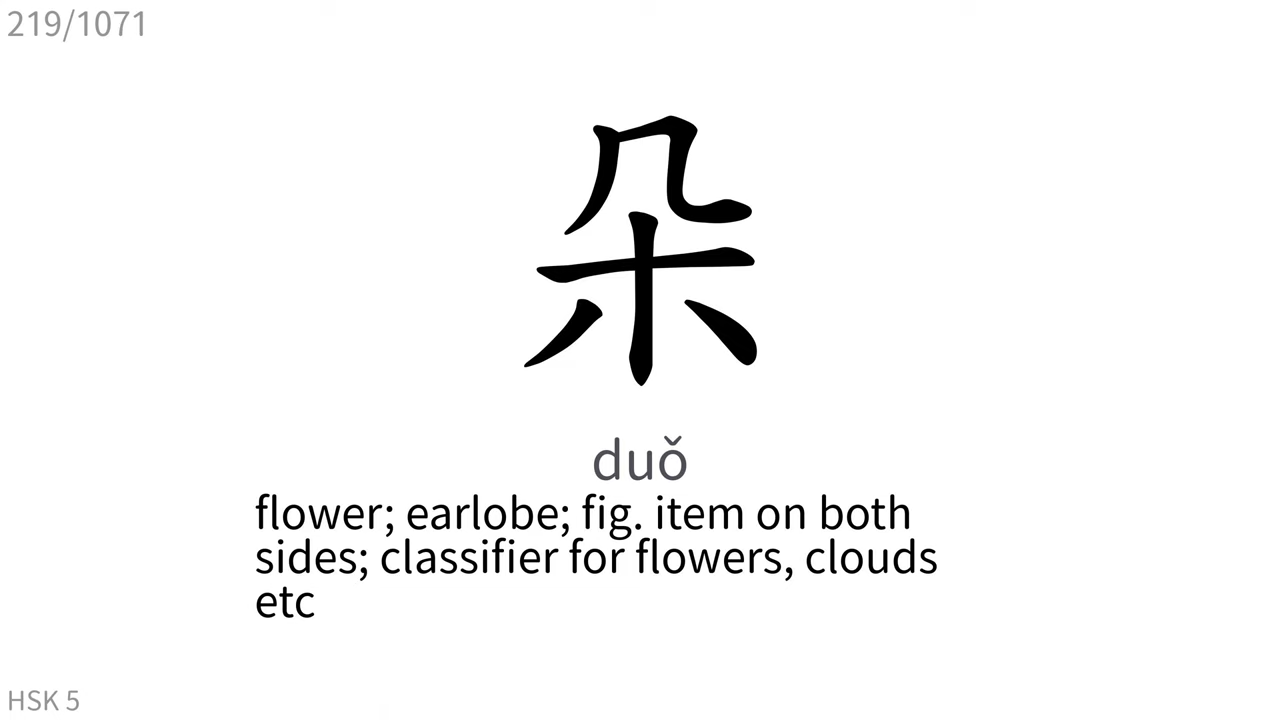 219/1071
朵
duǒ
flower; earlobe; fig. item on both
sides; classifier for flowers, clouds
etc
HSK 5